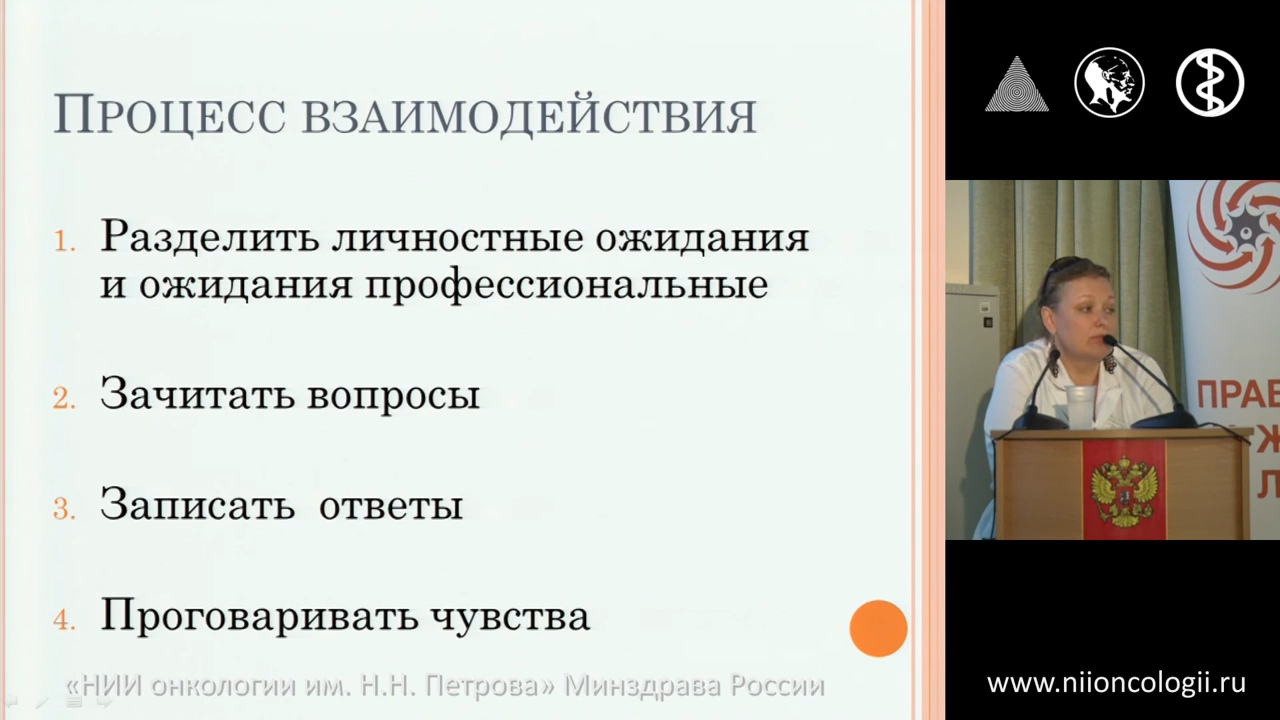 Процесс взаимодействия
1. Разделить личностные ожидания
и ожидания профессиональные
2. Зачитать вопросы
3. Записать ответы
4. Проговаривать чувства
«НИИ онкологии им. Н.Н. Петрова» Минздрава России
ПРАВ
Ж
Л
www.niioncologii.ru